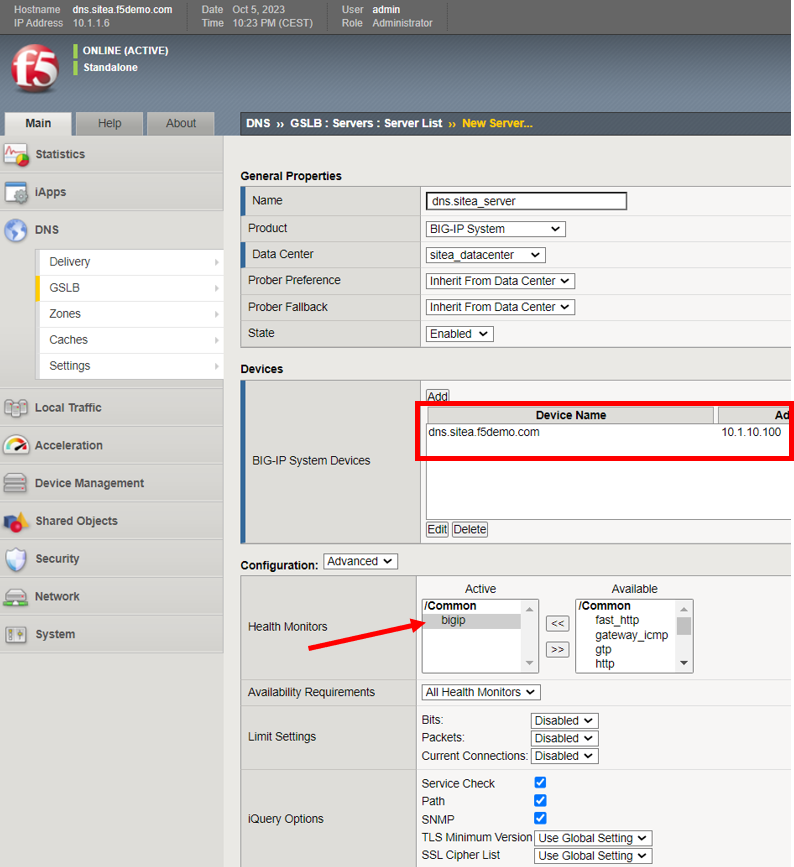 Hostname dns.sitea.f5demo.com Date Oct 5, 2023 User admin
IP Address 10.1.1.6 Time 10:23 PM (CEST) Role Administrator
f5
ONLINE (ACTIVE)
Standalone
Main Help About
DNS ›› GSLB : Servers : Server List ›› New Server...
Statistics
iApps
DNS
Delivery
GSLB
Zones
Caches
Settings
Local Traffic
Acceleration
Device Management
Shared Objects
Security
Network
System
General Properties
Name dns.sitea_server
Product BIG-IP System
Data Center sitea_datacenter
Prober Preference Inherit From Data Center
Prober Fallback Inherit From Data Center
State Enabled
Devices
BIG-IP System Devices
Add
Device Name Ad
dns.sitea.f5demo.com 10.1.10.100
Edit Delete
Configuration: Advanced
Health Monitors
Active Available
/Common /Common
bigip << fast_http
gateway_icmp
>> gtp
http
Availability Requirements All Health Monitors
Limit Settings
Bits: Disabled
Packets: Disabled
Current Connections: Disabled
iQuery Options
Service Check
Path
SNMP
TLS Minimum Version Use Global Setting
SSL Cipher List Use Global Setting